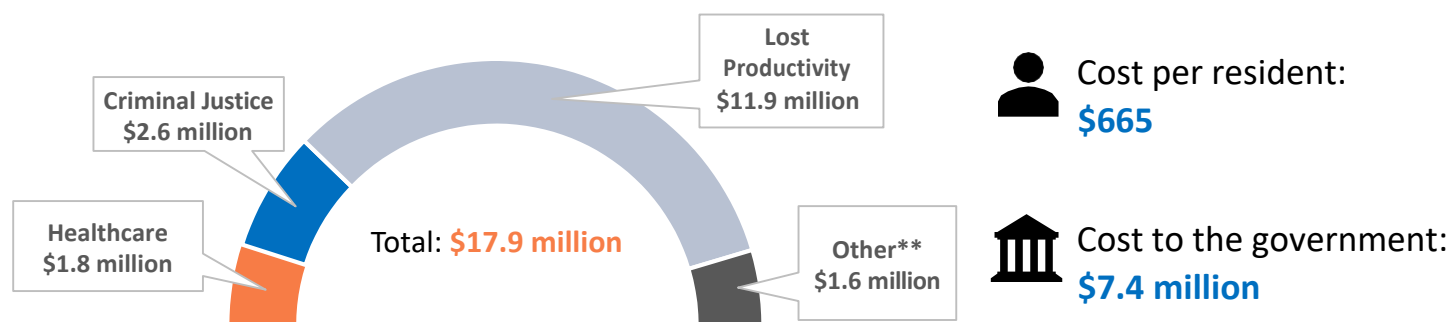 Lost
Productivity
$11.9 million
Criminal Justice
$2.6 million
Healthcare
$1.8 million
Total: $17.9 million
Other**
$1.6 million
Cost per resident:
$665
Cost to the government:
$7.4 million